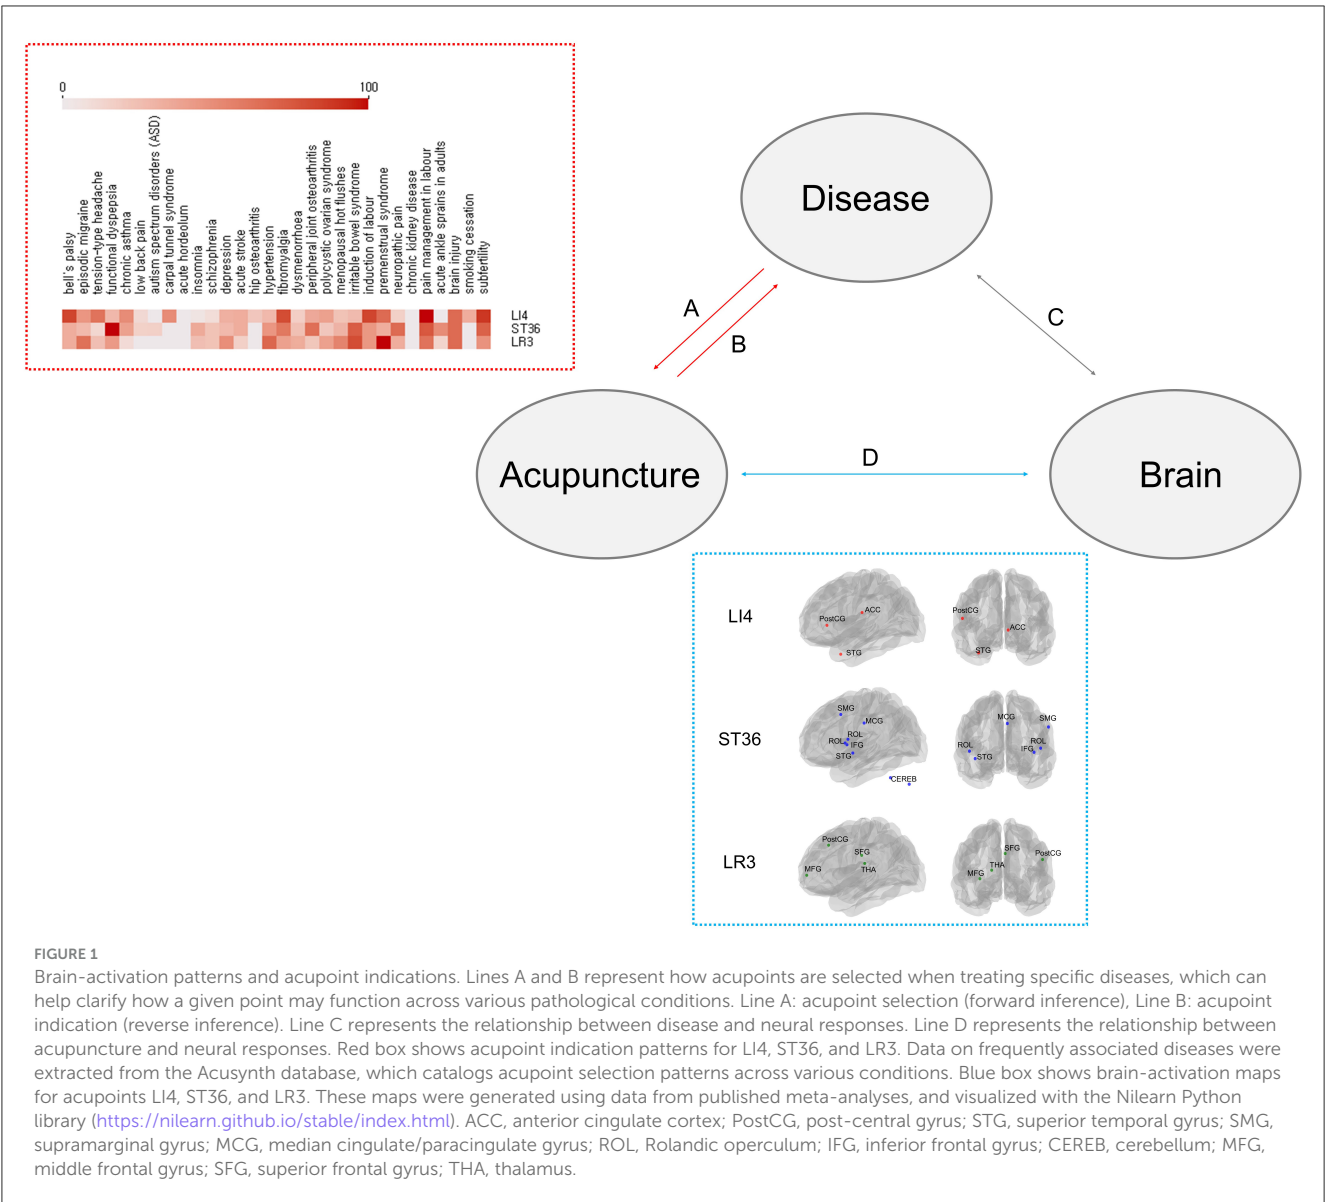 0 100
bell's palsy
episodic migraine
tension-type headache
functional dyspepsia
chronic asthma
low back pain
autism spectrum disorders (ASD)
carpal tunnel syndrome
acute hordeolum
insomnia
schizophrenia
depression
acute stroke
hip osteoarthritis
hypertension
fibromyalgia
dysmenorrhoea
peripheral joint osteoarthritis
polycystic ovarian syndrome
menopausal hot flushes
irritable bowel syndrome
induction of labour
premenstrual syndrome
neuropathic pain
chronic kidney disease
pain management in labour
acute ankle sprains in adults
brain injury
smoking cessation
subfertility
LI4
ST36
LR3
Disease
A
B
C
Acupuncture
D
Brain
LI4
PostCG
ACC
STG
PostCG
ACC
STG
ST36
SMG
MCG
ROL
ROL
IFG
STG
CEREB
MCG
SMG
ROL
STG
ROL
IFG
LR3
PostCG
SFG
MFG
THA
SFG
PostCG
THA
MFG
FIGURE 1
Brain-activation patterns and acupoint indications. Lines A and B represent how acupoints are selected when treating specific diseases, which can
help clarify how a given point may function across various pathological conditions. Line A: acupoint selection (forward inference), Line B: acupoint
indication (reverse inference). Line C represents the relationship between disease and neural responses. Line D represents the relationship between
acupuncture and neural responses. Red box shows acupoint indication patterns for LI4, ST36, and LR3. Data on frequently associated diseases were
extracted from the Acusynth database, which catalogs acupoint selection patterns across various conditions. Blue box shows brain-activation maps
for acupoints LI4, ST36, and LR3. These maps were generated using data from published meta-analyses, and visualized with the Nilearn Python
library (https://nilearn.github.io/stable/index.html). ACC, anterior cingulate cortex; PostCG, post-central gyrus; STG, superior temporal gyrus; SMG,
supramarginal gyrus; MCG, median cingulate/paracingulate gyrus; ROL, Rolandic operculum; IFG, inferior frontal gyrus; CEREB, cerebellum; MFG,
middle frontal gyrus; SFG, superior frontal gyrus; THA, thalamus.